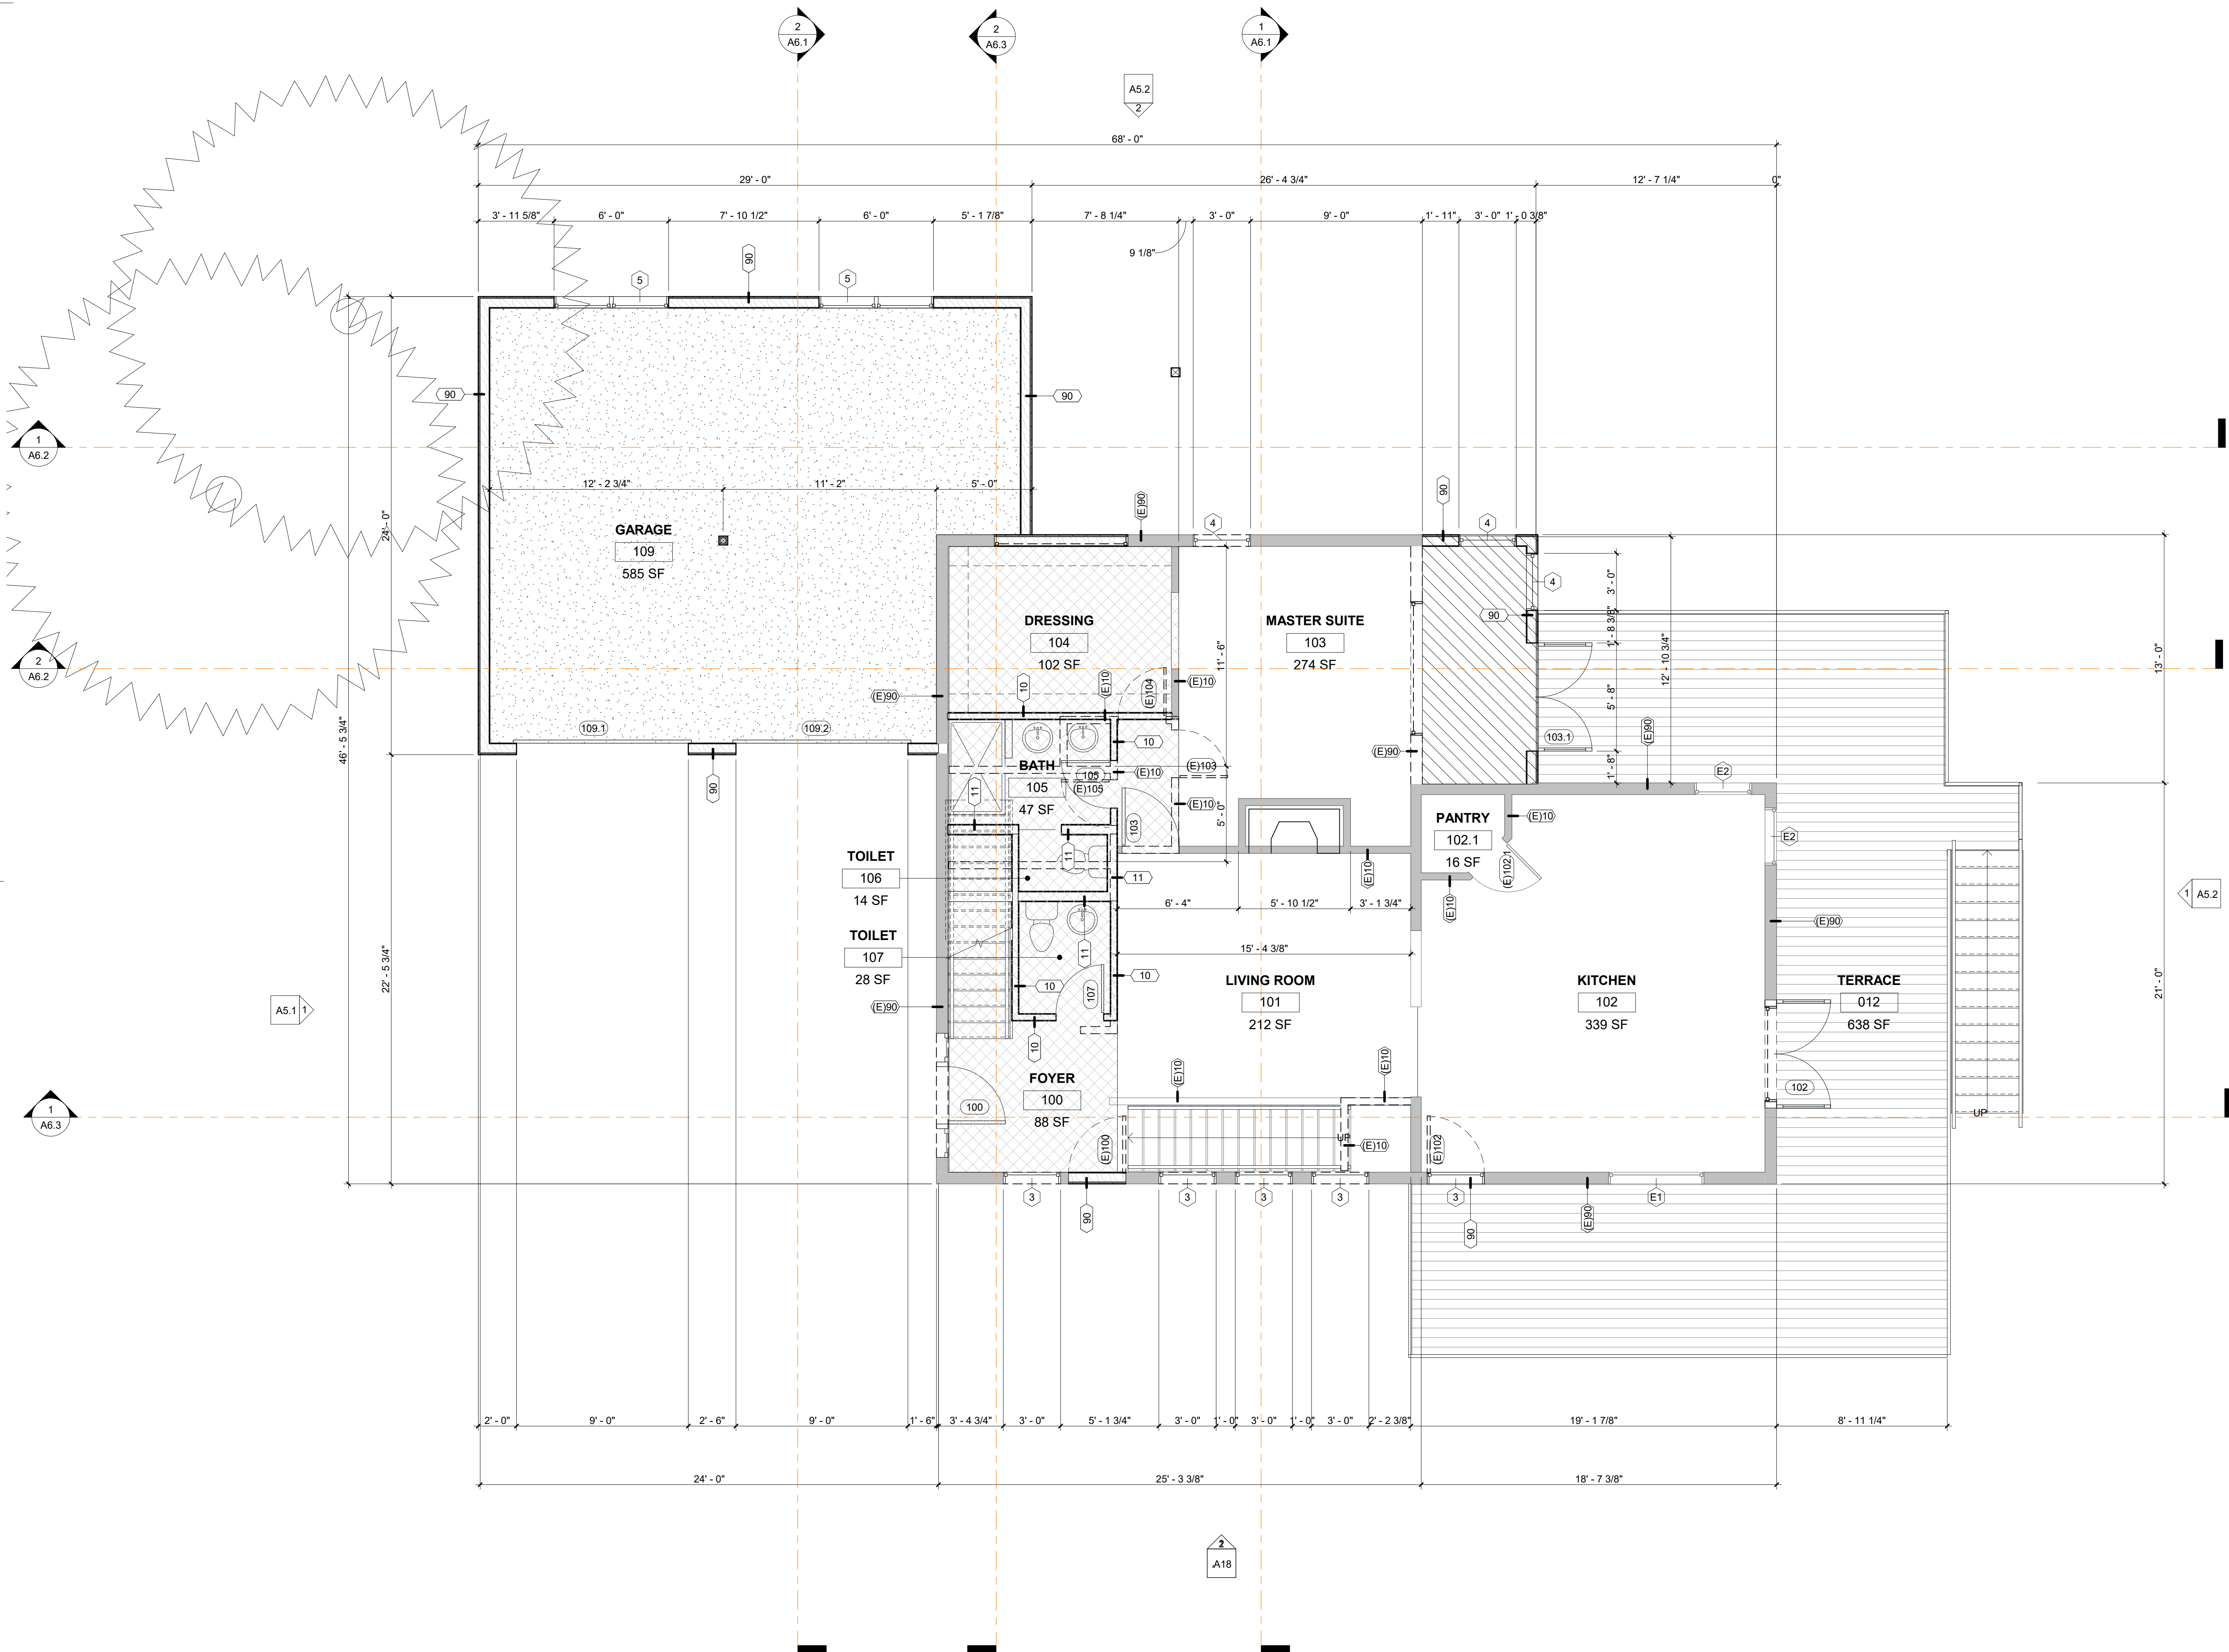 2
A6.1
2
A6.3
1
A6.1
A5.2
2
68' - 0"
29' - 0"
26' - 4 3/4"
12' - 7 1/4"
0"
3' - 11 5/8"
6' - 0"
7' - 10 1/2"
6' - 0"
5' - 1 7/8"
7' - 8 1/4"
3' - 0"
9' - 0"
1' - 11"
3' - 0"
1' - 0 3/8"
9 1/8"
90
5
5
90
90
1
A6.2
12' - 2 3/4"
11' - 2"
5' - 0"
24' - 0"
GARAGE
109
585 SF
(E)90
4
90
4
4
90
3' - 0"
1' - 8 3/8"
5' - 8"
1' - 8"
12' - 10 3/4"
13' - 0"
DRESSING
104
102 SF
MASTER SUITE
103
274 SF
11' - 6"
2
A6.2
(E)90
10
(E)10
(E)104
(E)10
109.1
109.2
46' - 5 3/4"
90
10
BATH
105
47 SF
105
(E)105
(E)10
(E)103
(E)10
(E)90
103.1
(E)90
E2
11
103
5' - 0"
PANTRY
102.1
16 SF
(E)10
(E)102.1
E2
TOILET
106
14 SF
11
11
(E)10
(E)10
6' - 4"
5' - 10 1/2"
3' - 1 3/4"
1
A5.2
(E)90
TOILET
107
28 SF
11
10
10
107
15' - 4 3/8"
22' - 5 3/4"
A5.1
1
(E)90
10
LIVING ROOM
101
212 SF
KITCHEN
102
339 SF
TERRACE
012
638 SF
21' - 0"
FOYER
100
88 SF
100
(E)10
(E)10
102
1
A6.3
(E)100
UP
(E)10
(E)102
UP
3
90
3
3
3
3
90
(E)90
E1
2' - 0"
9' - 0"
2' - 6"
9' - 0"
1' - 6"
3' - 4 3/4"
3' - 0"
5' - 1 3/4"
3' - 0"
1' - 0"
3' - 0"
1' - 0"
3' - 0"
2' - 2 3/8"
19' - 1 7/8"
8' - 11 1/4"
24' - 0"
25' - 3 3/8"
18' - 7 3/8"
A18